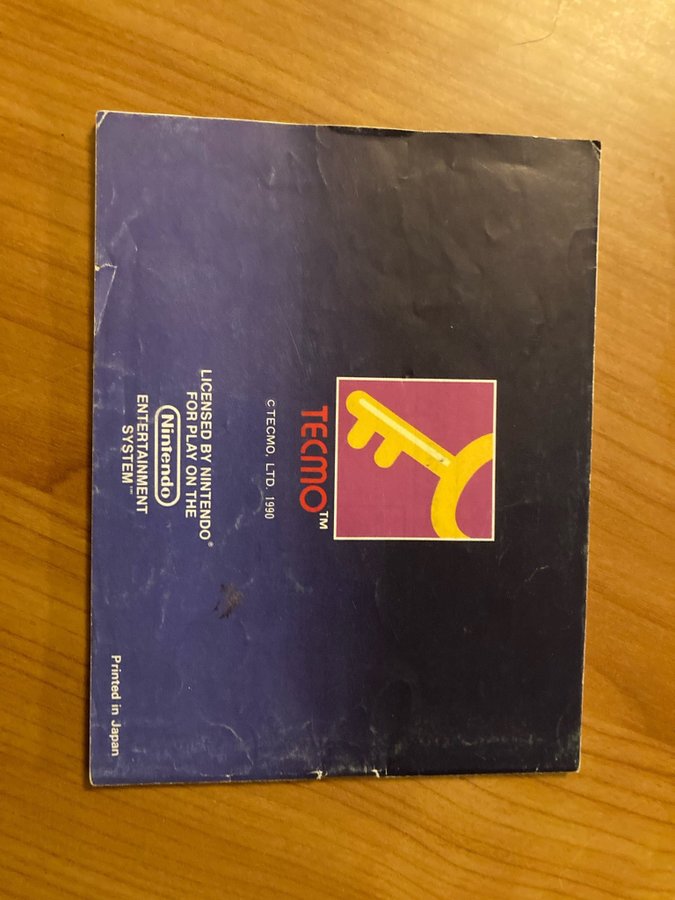 TECMO™
© TECMO, LTD. 1990
LICENSED BY NINTENDO®
FOR PLAY ON THE
Nintendo
ENTERTAINMENT
SYSTEM™
Printed in Japan